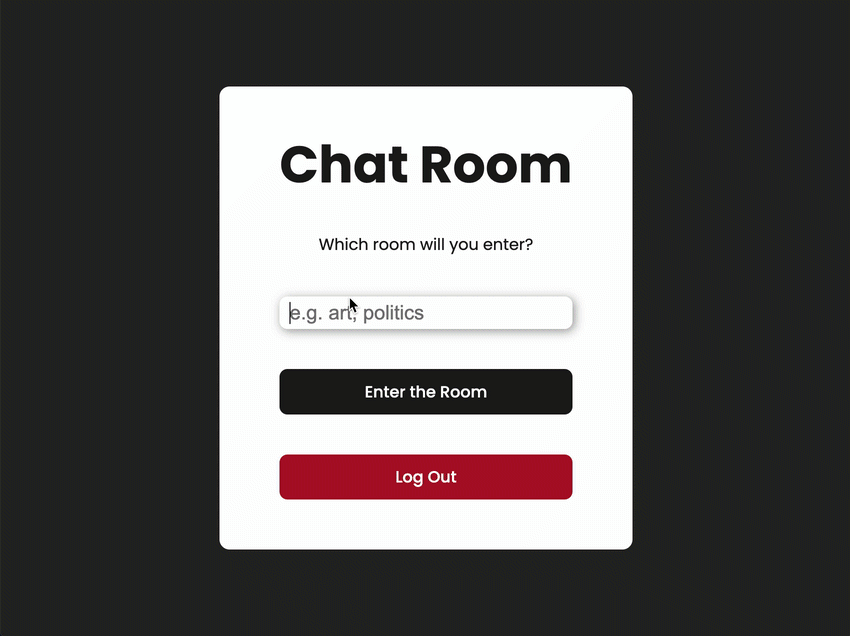 Chat Room
Which room will you enter?
e.g. art, politics
Enter the Room
Log Out